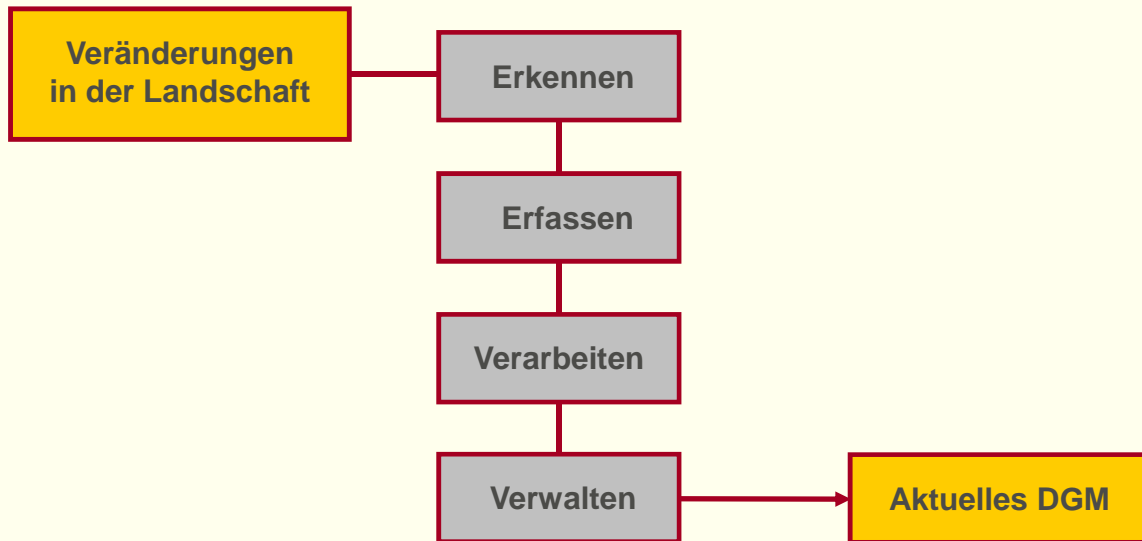 Veränderungen
in der Landschaft
Erkennen
Erfassen
Verarbeiten
Verwalten
Aktuelles DGM